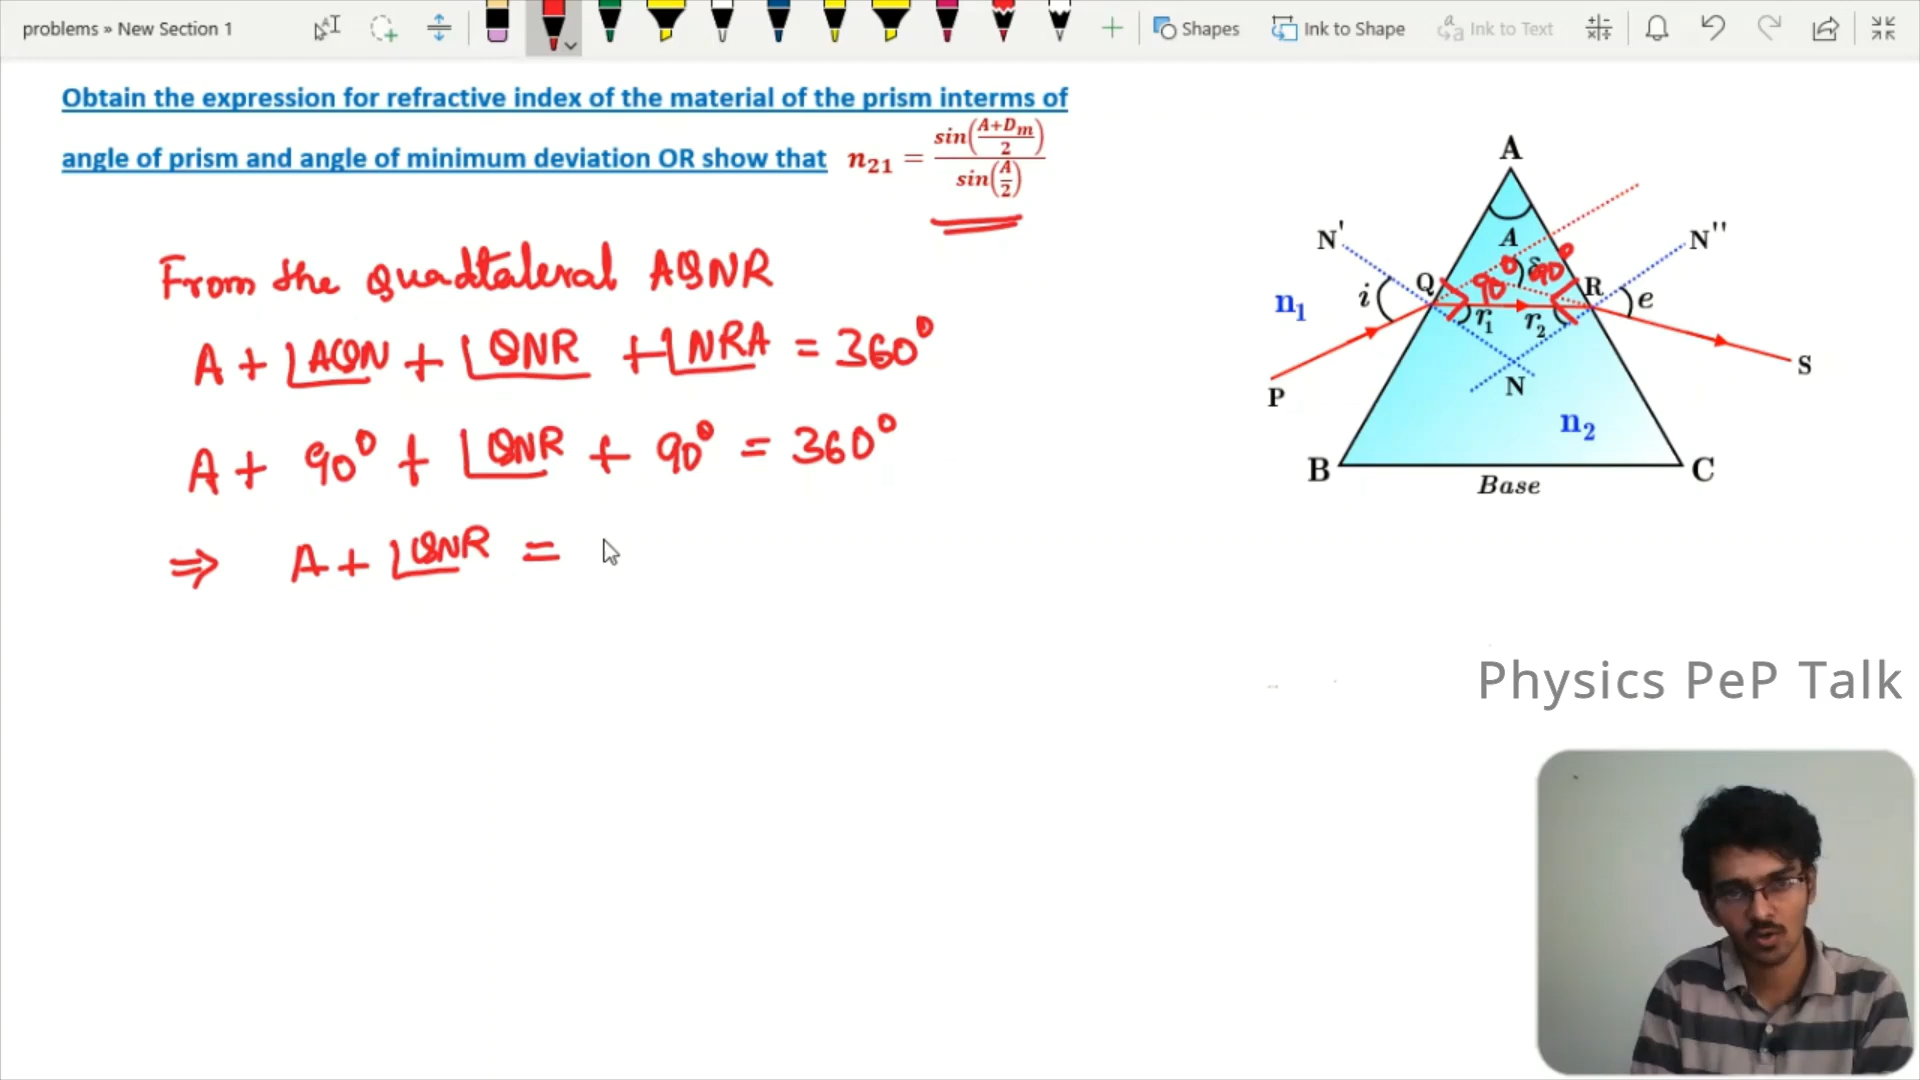 problems » New Section 1
Shapes
Ink to Shape
Ink to Text
Obtain the expression for refractive index of the material of the prism interms of
angle of prism and angle of minimum deviation OR show that n₂₁ = sin((A+Dₘ)/2) / sin(A/2)
From the quadtaleral AQNR
A + ∠AQN + ∠QNR + ∠NRA = 360°
A + 90° + ∠QNR + 90° = 360°
⇒ A + ∠QNR =
A
N'
A
90°
N''
Q
δ
R
i
90°
e
n₁
r₁
r₂
P
N
S
n₂
B
C
Base
Physics PeP Talk